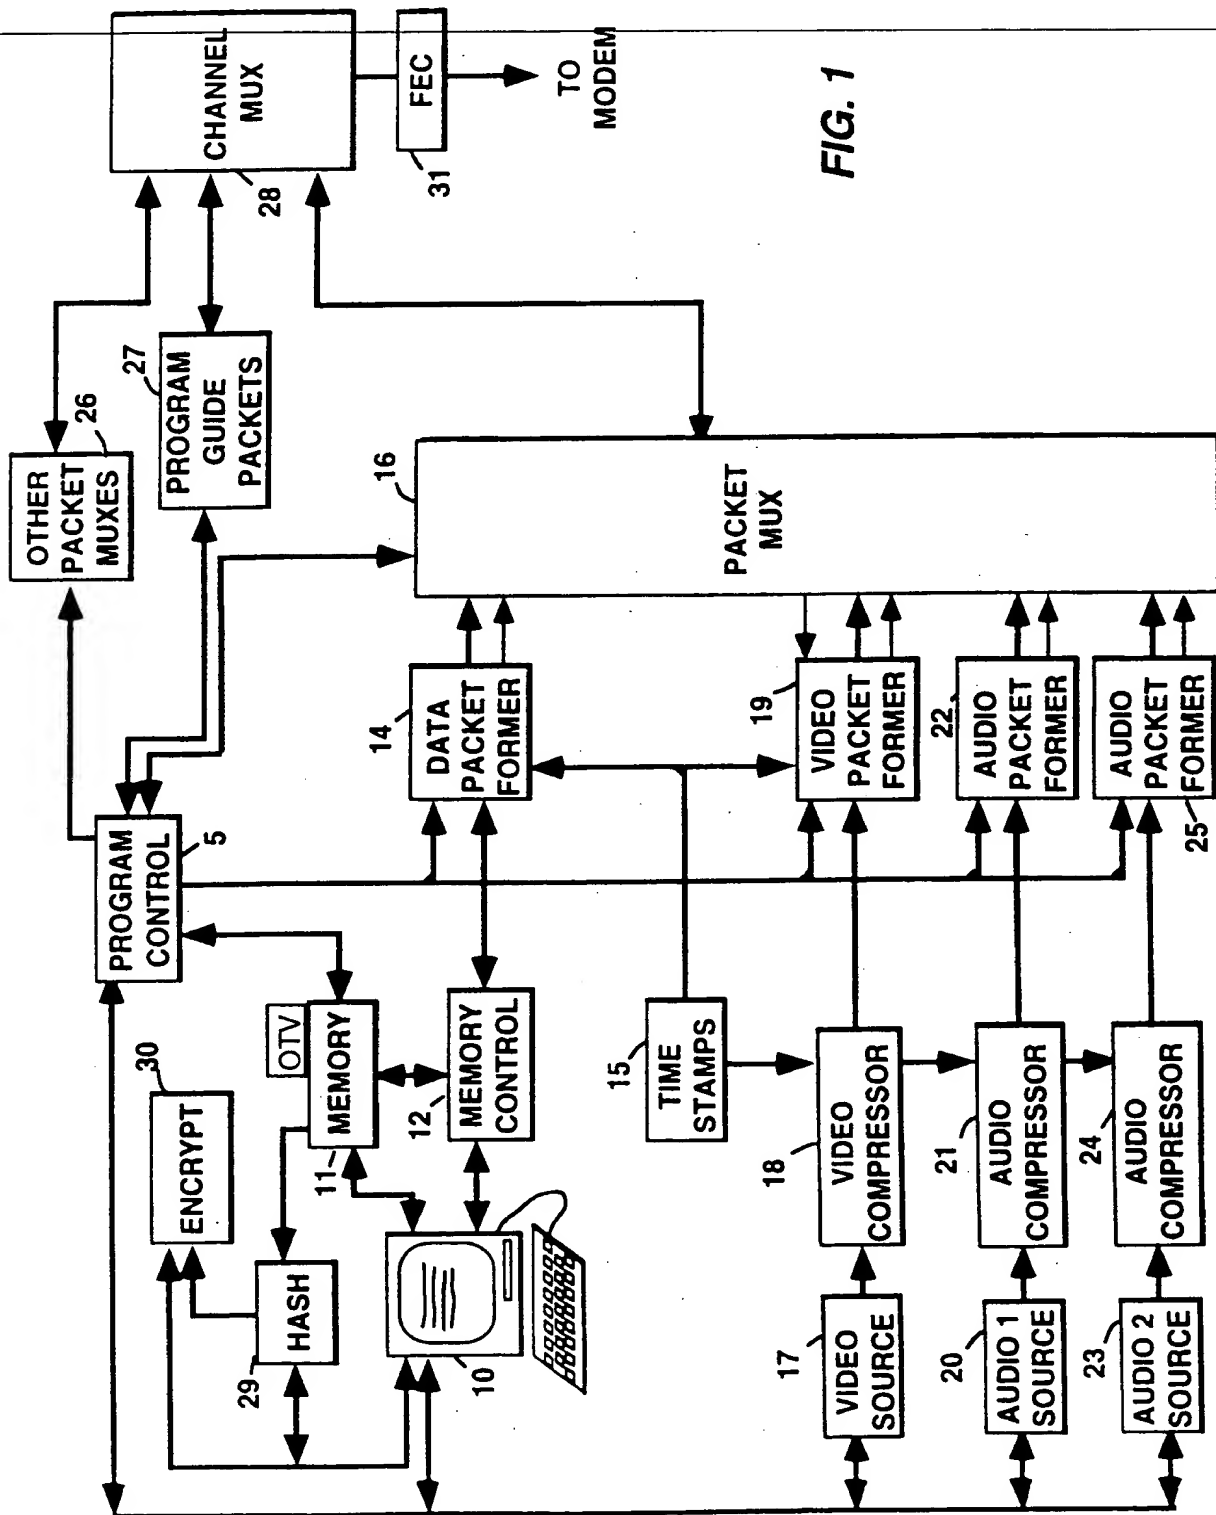 FIG. 1
CHANNEL
MUX
28
FEC
31
TO
MODEM
OTHER
PACKET
MUXES
26
PROGRAM
GUIDE
PACKETS
27
PACKET
MUX
16
PROGRAM
CONTROL
5
DATA
PACKET
FORMER
14
VIDEO
PACKET
FORMER
19
AUDIO
PACKET
FORMER
22
AUDIO
PACKET
FORMER
25
ENCRYPT
30
OTV
MEMORY
11
MEMORY
CONTROL
12
TIME
STAMPS
15
VIDEO
COMPRESSOR
18
AUDIO
COMPRESSOR
21
AUDIO
COMPRESSOR
24
HASH
29
10
VIDEO
SOURCE
17
AUDIO 1
SOURCE
20
AUDIO 2
SOURCE
23